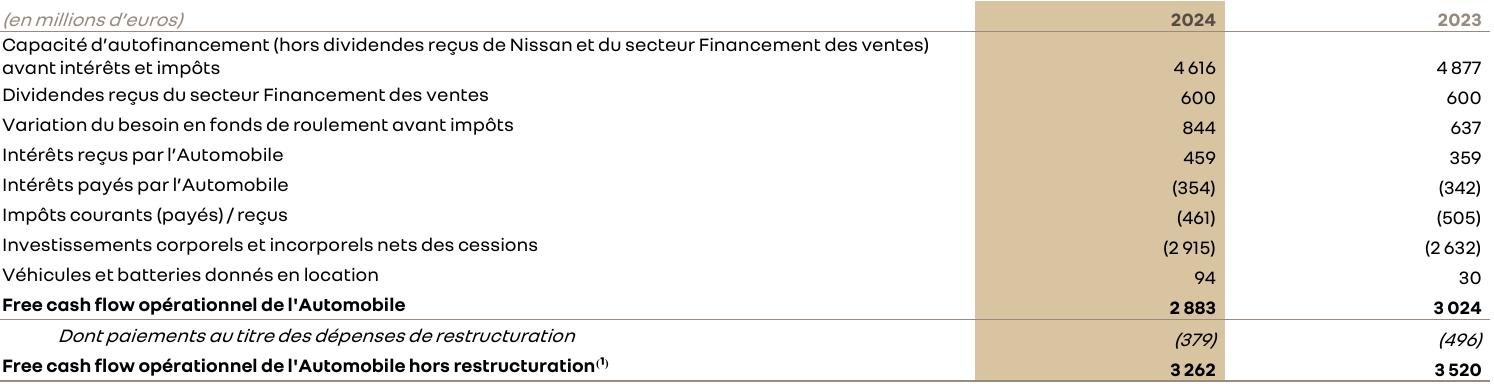 (en millions d’euros) 2024 2023
Capacité d’autofinancement (hors dividendes reçus de Nissan et du secteur Financement des ventes)
avant intérêts et impôts 4 616 4 877
Dividendes reçus du secteur Financement des ventes 600 600
Variation du besoin en fonds de roulement avant impôts 844 637
Intérêts reçus par l’Automobile 459 359
Intérêts payés par l’Automobile (354) (342)
Impôts courants (payés) / reçus (461) (505)
Investissements corporels et incorporels nets des cessions (2 915) (2 632)
Véhicules et batteries donnés en location 94 30
Free cash flow opérationnel de l'Automobile 2 883 3 024
Dont paiements au titre des dépenses de restructuration (379) (496)
Free cash flow opérationnel de l'Automobile hors restructuration(1) 3 262 3 520